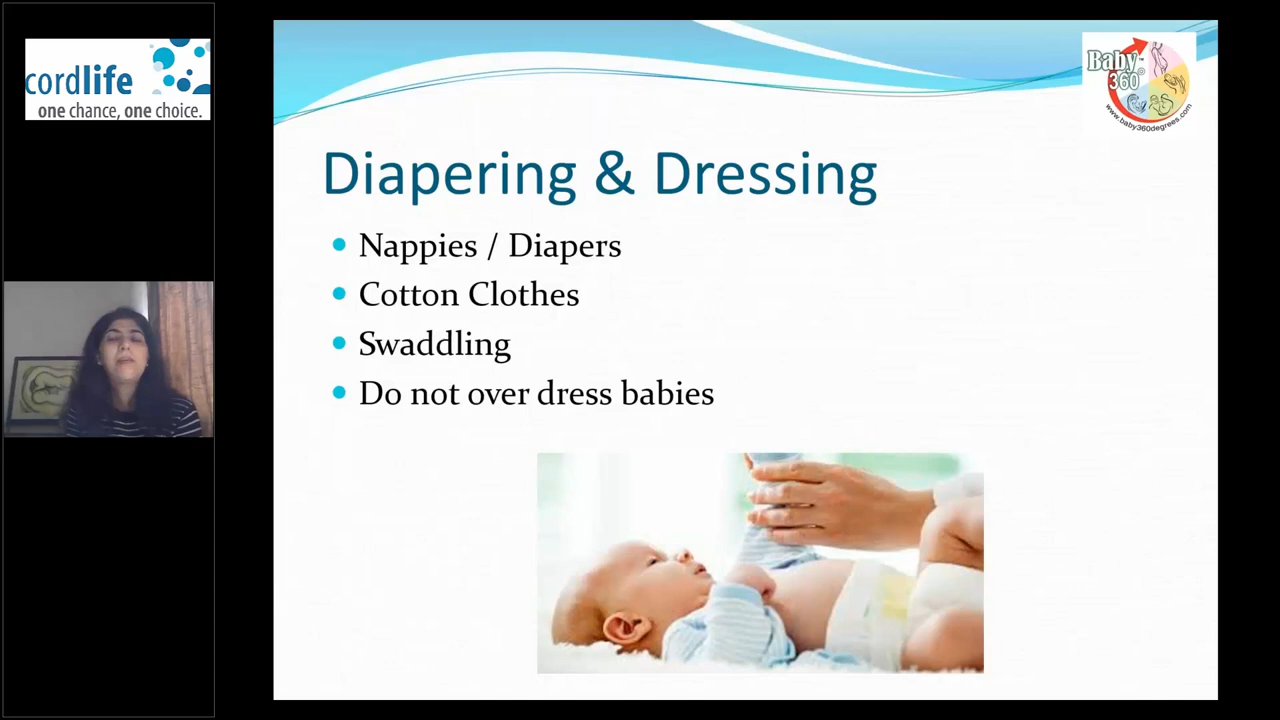 cordlife
one chance, one choice.
Baby
360°
www.baby360degrees.com
Diapering & Dressing
Nappies / Diapers
Cotton Clothes
Swaddling
Do not over dress babies